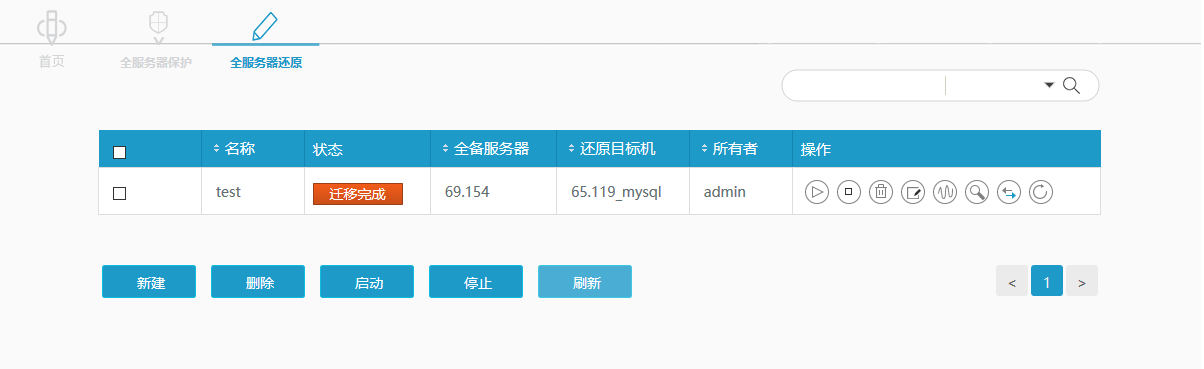 首页
全服务器保护
全服务器还原
名称 状态 全备服务器 还原目标机 所有者 操作
test 迁移完成 69.154 65.119_mysql admin
新建 删除 启动 停止 刷新 < 1 >